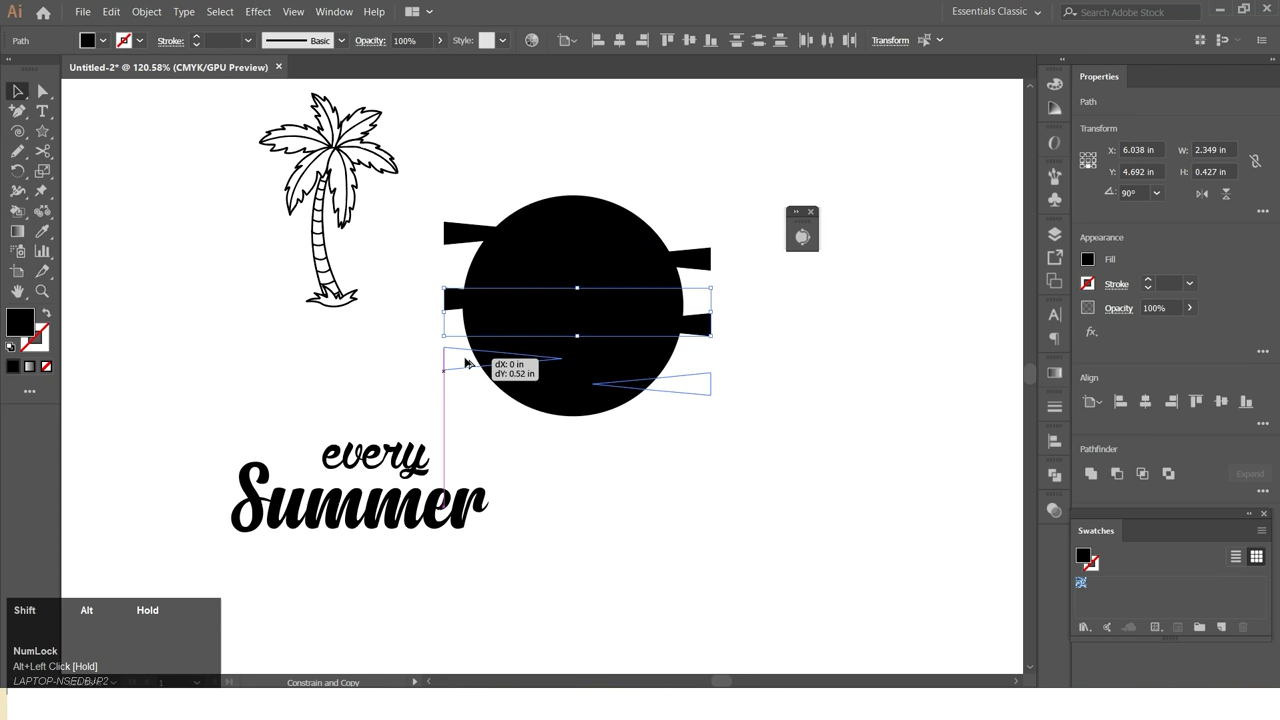 Ai File Edit Object Type Select Effect View Window Help Essentials Classic Search Adobe Stock
Path Stroke: Basic Opacity: 100% Style: Transform
Untitled-2* @ 120.58% (CMYK/GPU Preview)
Properties
Path
Transform
X: 6.038 in W: 2.349 in
Y: 4.692 in H: 0.427 in
90°
Appearance
Fill
Stroke
Opacity 100%
fx.
Align
Pathfinder
Expand
Swatches
dX: 0 in
dY: 0.52 in
every
Summer
Shift Alt Hold
NumLock
Alt+Left Click [Hold]
LAPTOP-NSEDBJP2
1
Constrain and Copy